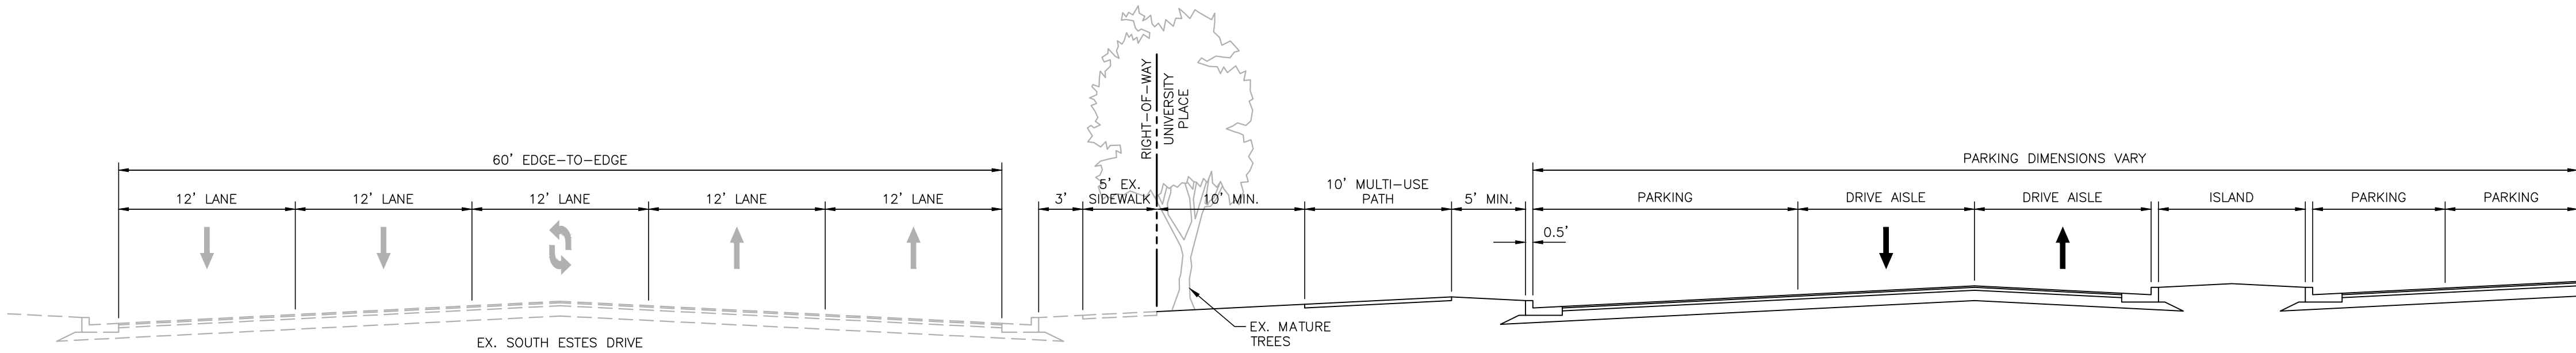 RIGHT-OF-WAY
UNIVERSITY
PLACE
60' EDGE-TO-EDGE
PARKING DIMENSIONS VARY
12' LANE
12' LANE
12' LANE
12' LANE
12' LANE
3'
5' EX.
SIDEWALK
10' MIN.
10' MULTI-USE
PATH
5' MIN.
0.5'
PARKING
DRIVE AISLE
DRIVE AISLE
ISLAND
PARKING
PARKING
EX. MATURE
TREES
EX. SOUTH ESTES DRIVE